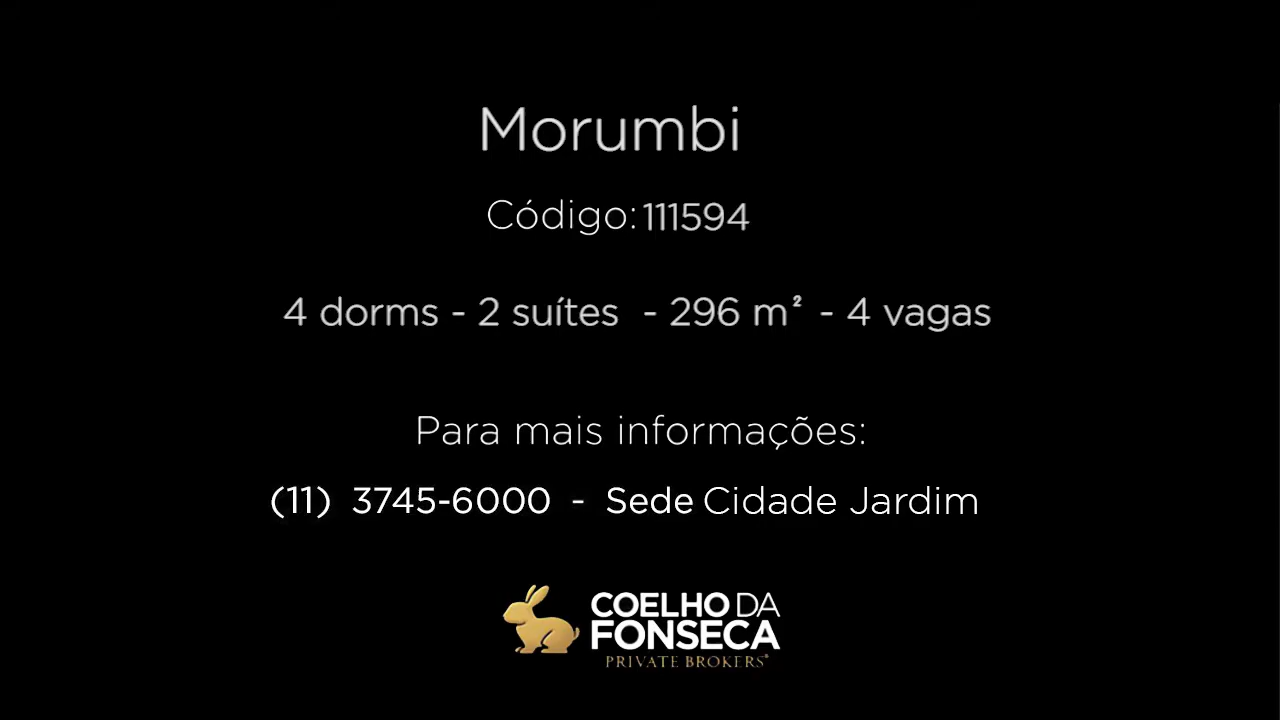 Morumbi
Código: 111594
4 dorms - 2 suítes - 296 m² - 4 vagas
Para mais informações:
(11) 3745-6000 - Sede Cidade Jardim
COELHO DA
FONSECA
PRIVATE BROKERS®